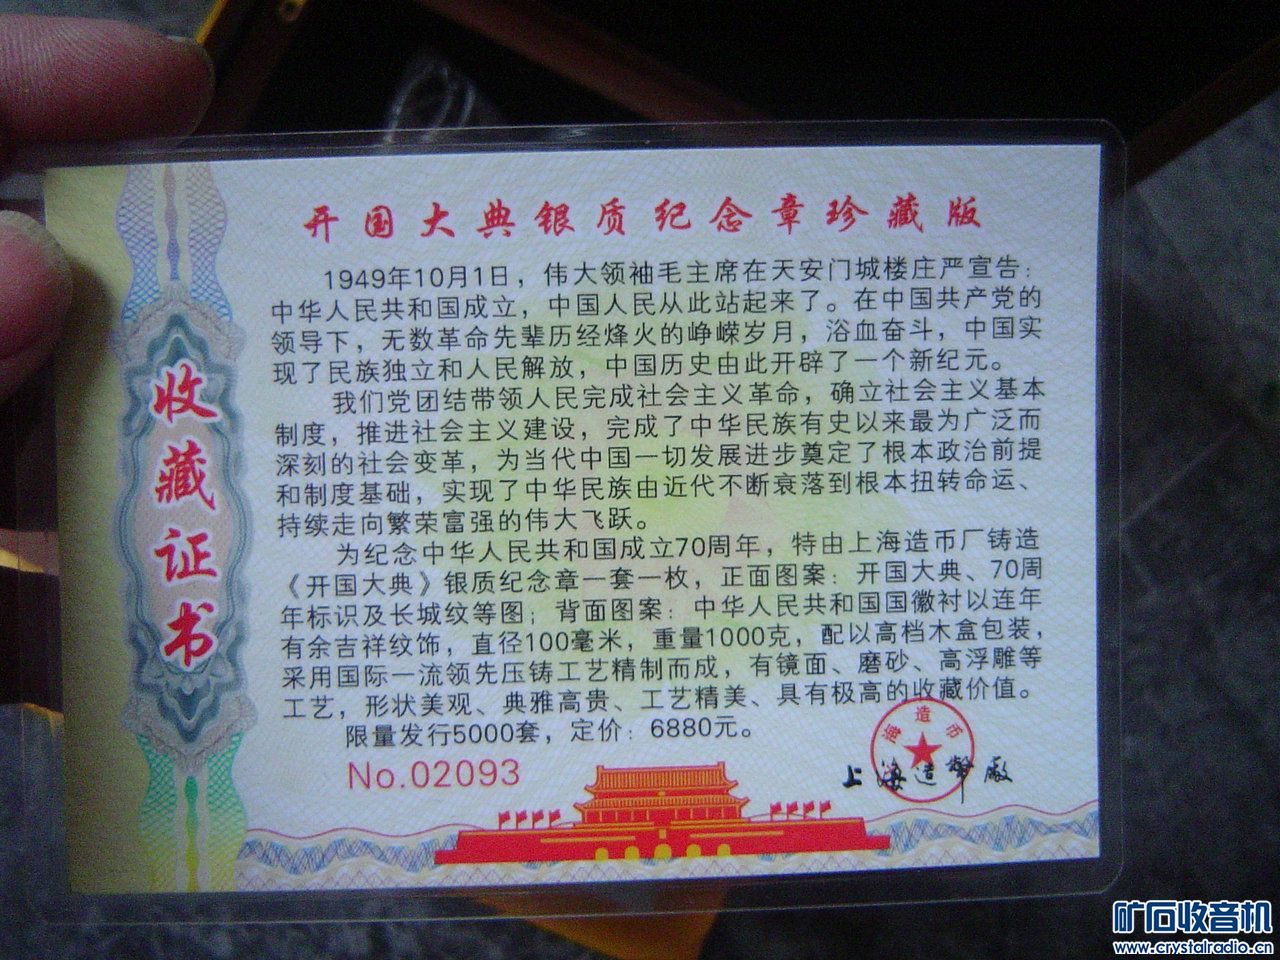 开国大典银质纪念章珍藏版
收藏证书
1949年10月1日，伟大领袖毛主席在天安门城楼庄严宣告：
中华人民共和国成立，中国人民从此站起来了。在中国共产党的
领导下，无数革命先辈历经烽火的峥嵘岁月，浴血奋斗，中国实
现了民族独立和人民解放，中国历史由此开辟了一个新纪元。
我们党团结带领人民完成社会主义革命，确立社会主义基本
制度，推进社会主义建设，完成了中华民族有史以来最为广泛而
深刻的社会变革，为当代中国一切发展进步奠定了根本政治前提
和制度基础，实现了中华民族由近代不断衰落到根本扭转命运、
持续走向繁荣富强的伟大飞跃。
为纪念中华人民共和国成立70周年，特由上海造币厂铸造
《开国大典》银质纪念章一套一枚，正面图案：开国大典、70周
年标识及长城纹等图；背面图案：中华人民共和国国徽衬以连年
有余吉祥纹饰，直径100毫米，重量1000克，配以高档木盒包装，
采用国际一流领先压铸工艺精制而成，有镜面、磨砂、高浮雕等
工艺，形状美观、典雅高贵、工艺精美、具有极高的收藏价值。
限量发行5000套，定价：6880元。
No.02093
海造币
上海造幣廠
矿石收音机
www.crystalradio.cn